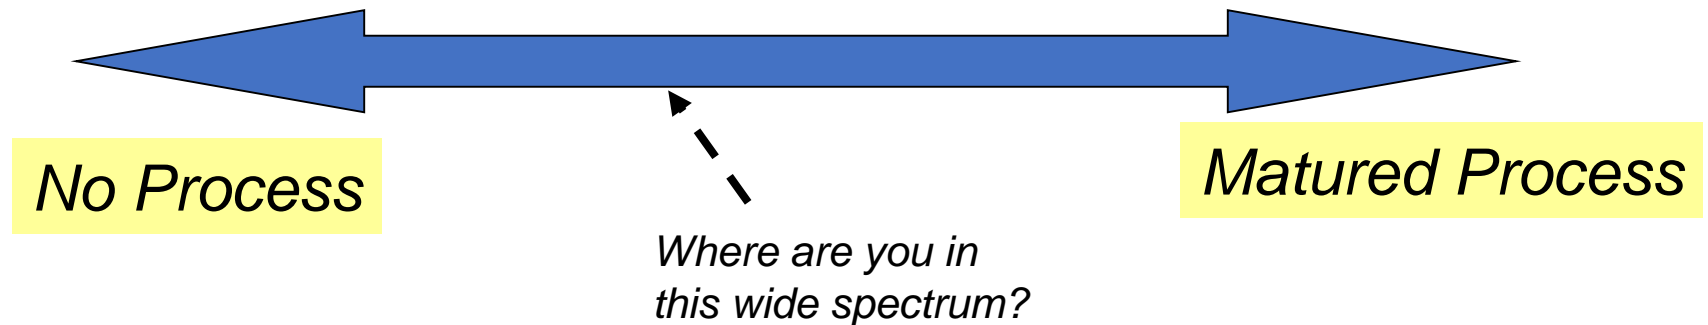 No Process
Matured Process
Where are you in
this wide spectrum?